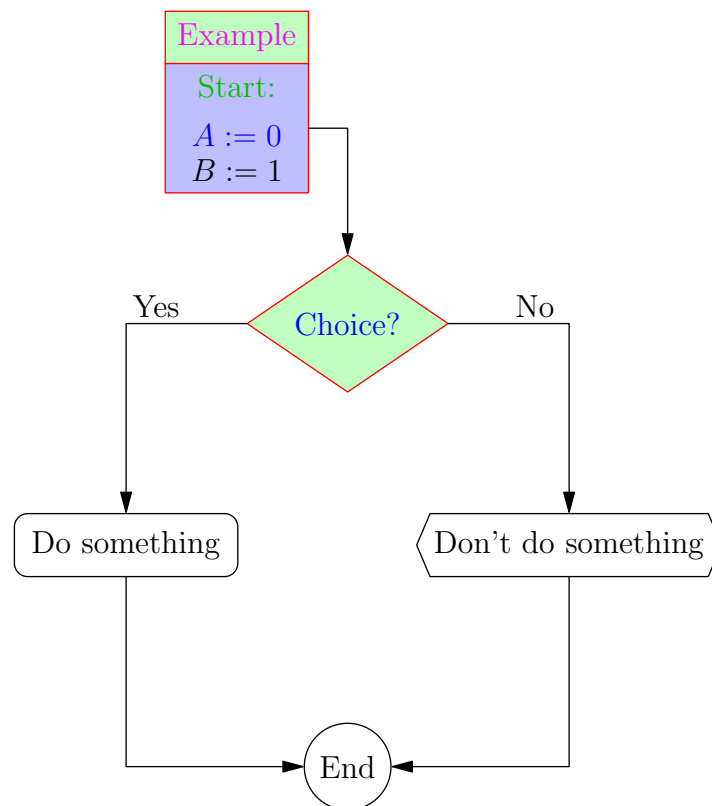 Example
Start:
A := 0
B := 1
Choice?
Yes
No
Do something
Don't do something
End